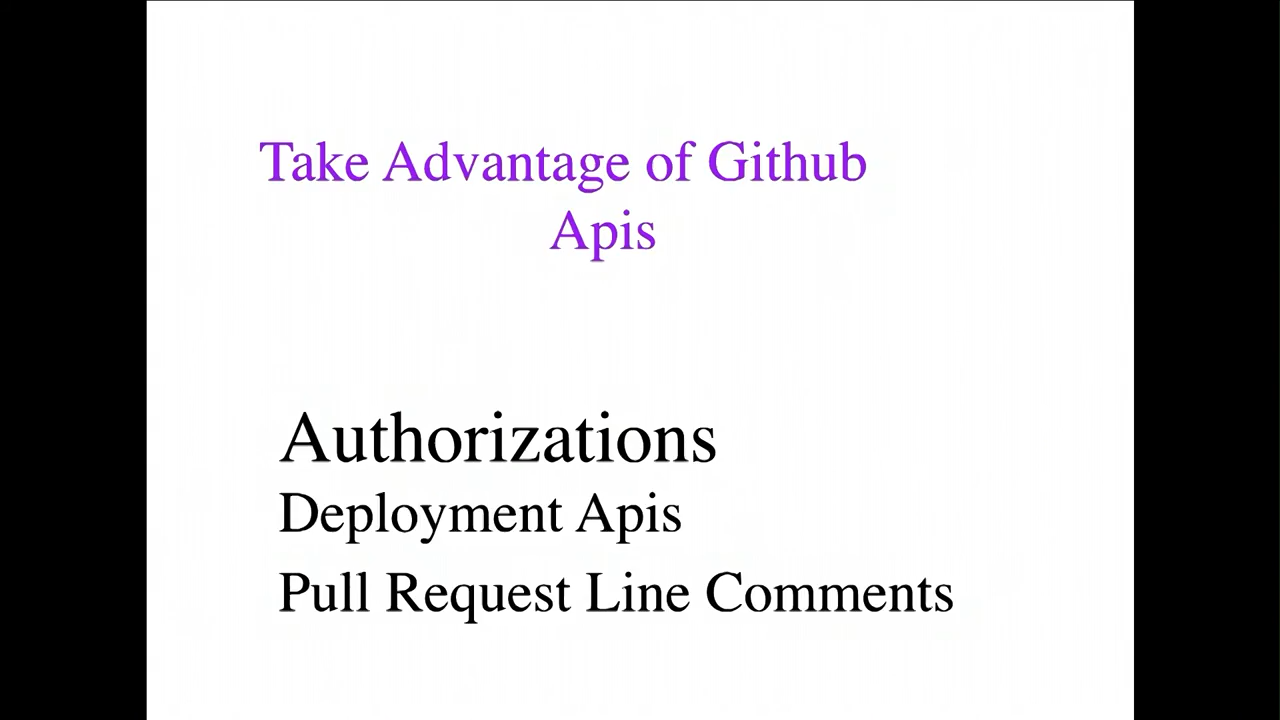 Take Advantage of Github
Apis
Authorizations
Deployment Apis
Pull Request Line Comments